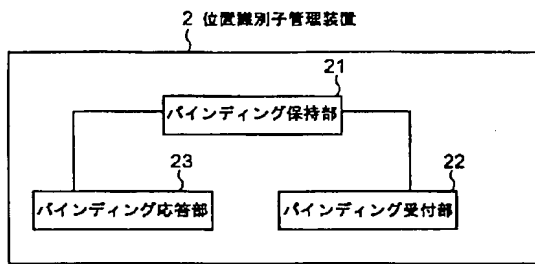 2 位置識別子管理装置
21
バインディング保持部
23
22
バインディング応答部
バインディング受付部